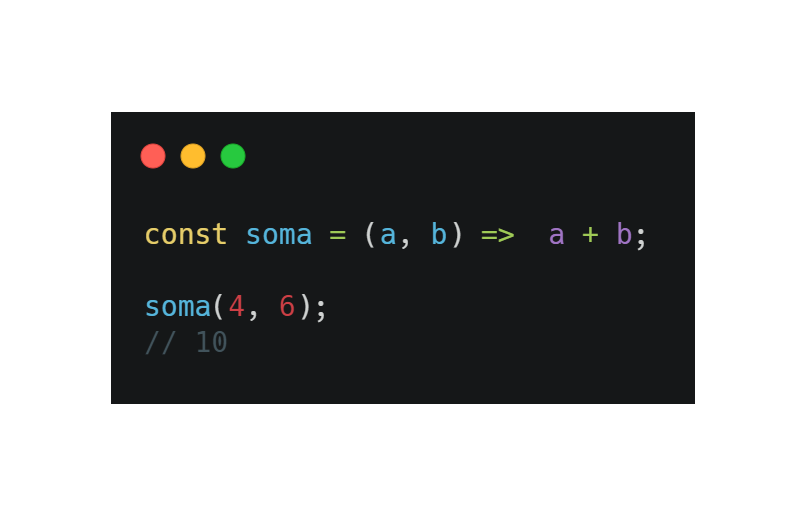 const soma = (a, b) =>  a + b;
soma(4, 6);
// 10